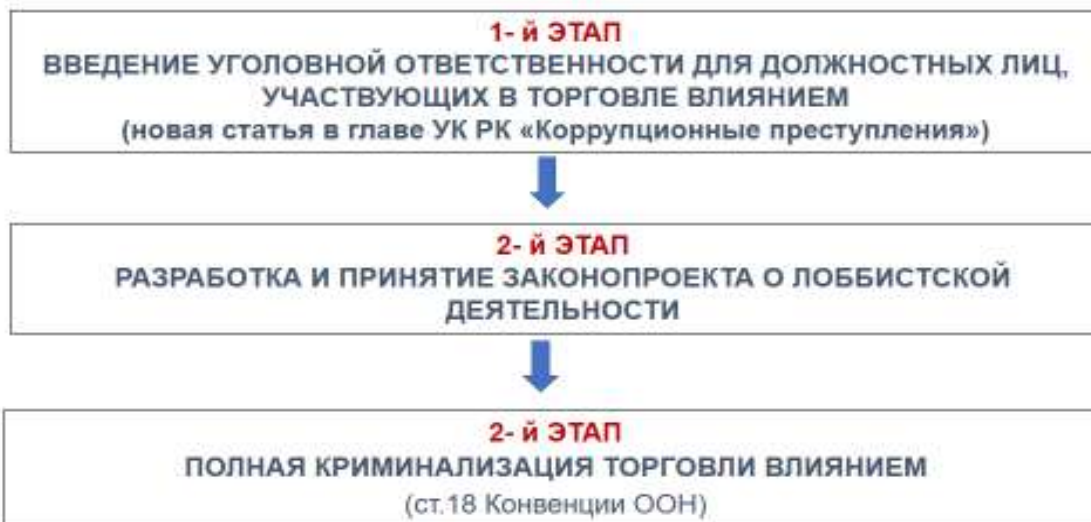 1- й ЭТАП
ВВЕДЕНИЕ УГОЛОВНОЙ ОТВЕТСТВЕННОСТИ ДЛЯ ДОЛЖНОСТНЫХ ЛИЦ,
УЧАСТВУЮЩИХ В ТОРГОВЛЕ ВЛИЯНИЕМ
(новая статья в главе УК РК «Коррупционные преступления»)
2- й ЭТАП
РАЗРАБОТКА И ПРИНЯТИЕ ЗАКОНОПРОЕКТА О ЛОББИСТСКОЙ
ДЕЯТЕЛЬНОСТИ
2- й ЭТАП
ПОЛНАЯ КРИМИНАЛИЗАЦИЯ ТОРГОВЛИ ВЛИЯНИЕМ
(ст.18 Конвенции ООН)